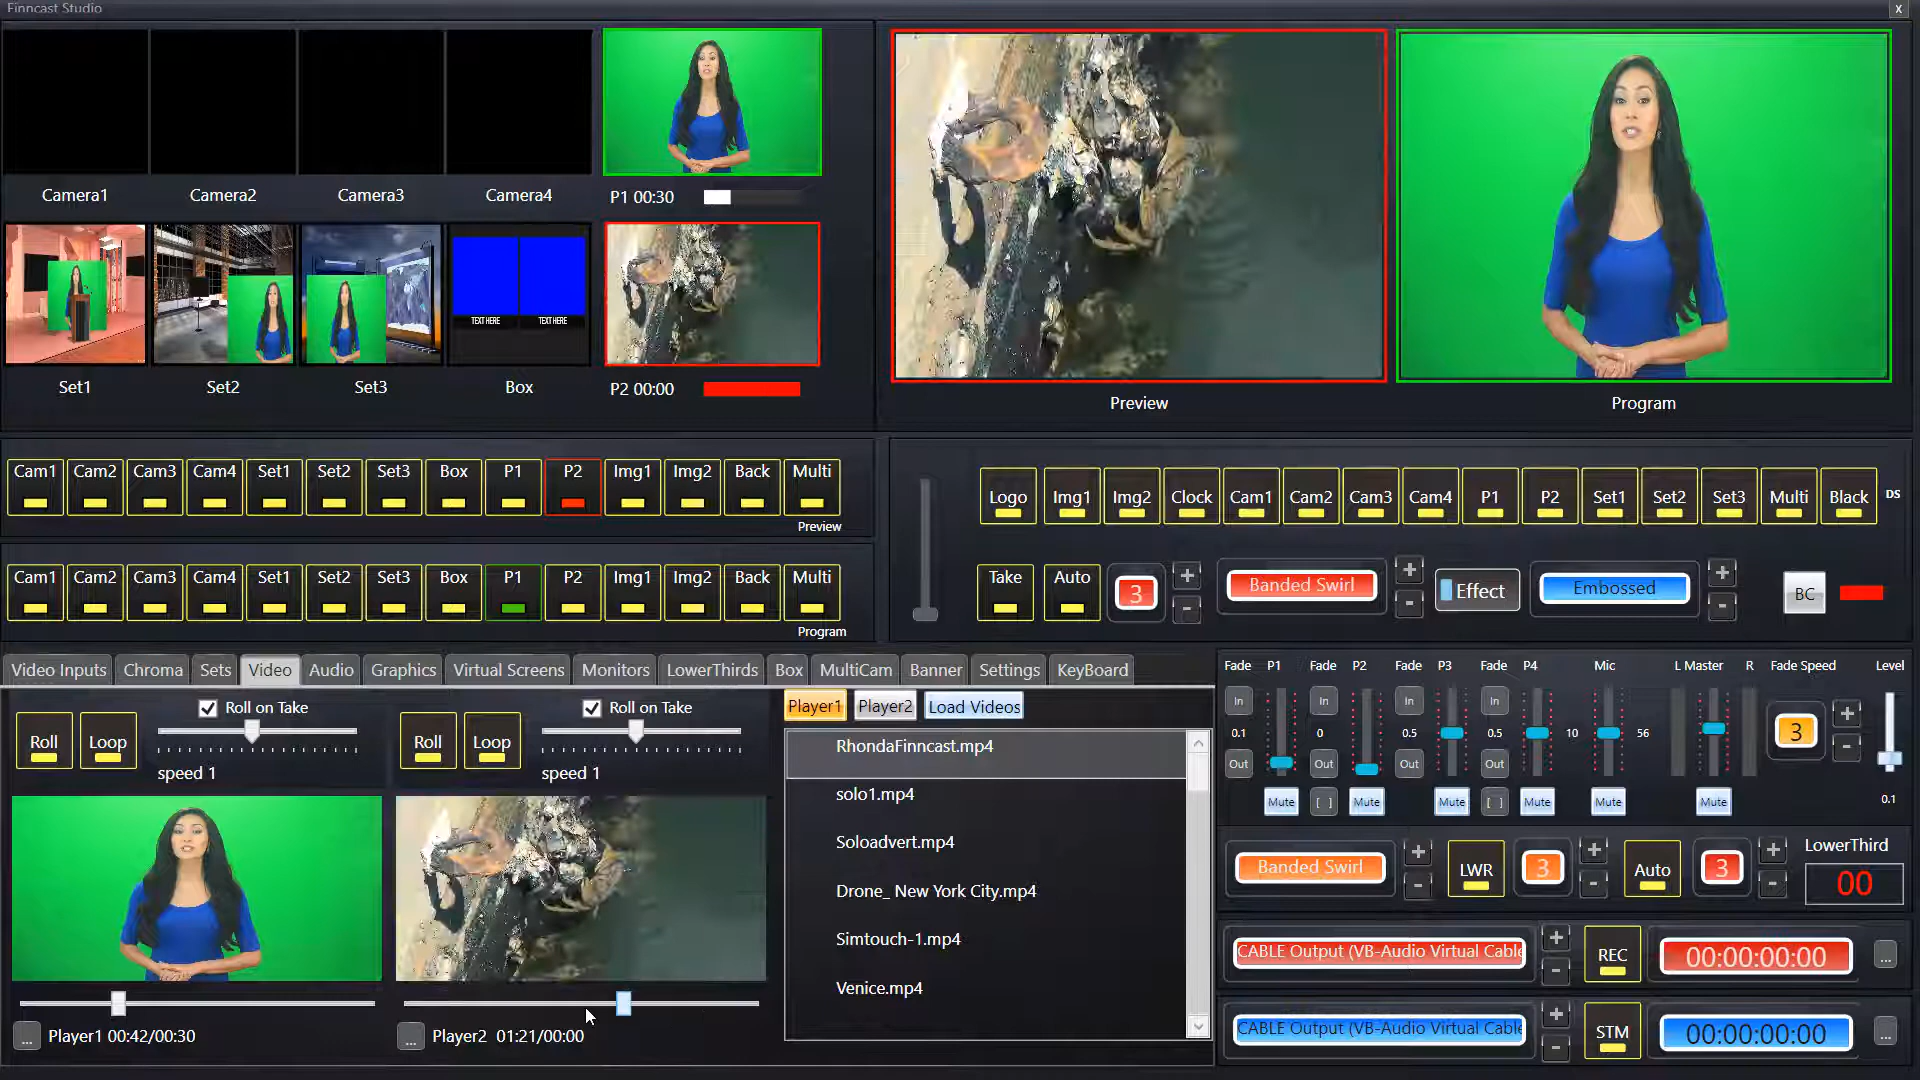 Finncast Studio
x
Camera1
Camera2
Camera3
Camera4
P1 00:30
TEXT HERE
TEXT HERE
Set1
Set2
Set3
Box
P2 00:00
Preview
Program
Cam1
Cam2
Cam3
Cam4
Set1
Set2
Set3
Box
P1
P2
Img1
Img2
Back
Multi
Preview
Logo
Img1
Img2
Clock
Cam1
Cam2
Cam3
Cam4
P1
P2
Set1
Set2
Set3
Multi
Black
DS
Cam1
Cam2
Cam3
Cam4
Set1
Set2
Set3
Box
P1
P2
Img1
Img2
Back
Multi
Program
Take
Auto
3
+
-
Banded Swirl
+
-
Effect
Embossed
+
-
BC
Video Inputs
Chroma
Sets
Video
Audio
Graphics
Virtual Screens
Monitors
LowerThirds
Box
MultiCam
Banner
Settings
KeyBoard
Roll
Loop
Roll on Take
speed 1
Roll
Loop
Roll on Take
speed 1
Player1
Player2
Load Videos
RhondaFinncast.mp4
solo1.mp4
Soloadvert.mp4
Drone_ New York City.mp4
Simtouch-1.mp4
Venice.mp4
... Player1 00:42/00:30
... Player2 01:21/00:00
Fade P1 Fade P2 Fade P3 Fade P4 Mic L Master R Fade Speed Level
In In In In
0.1 0 0.5 0.5 10 56
Out Out Out Out
3
+
-
0.1
Mute [ ] Mute Mute [ ] Mute Mute Mute
Banded Swirl
+
-
LWR
3
+
-
Auto
3
+
-
LowerThird
00
CABLE Output (VB-Audio Virtual Cable
+
-
REC
00:00:00:00
...
CABLE Output (VB-Audio Virtual Cable
+
-
STM
00:00:00:00
...